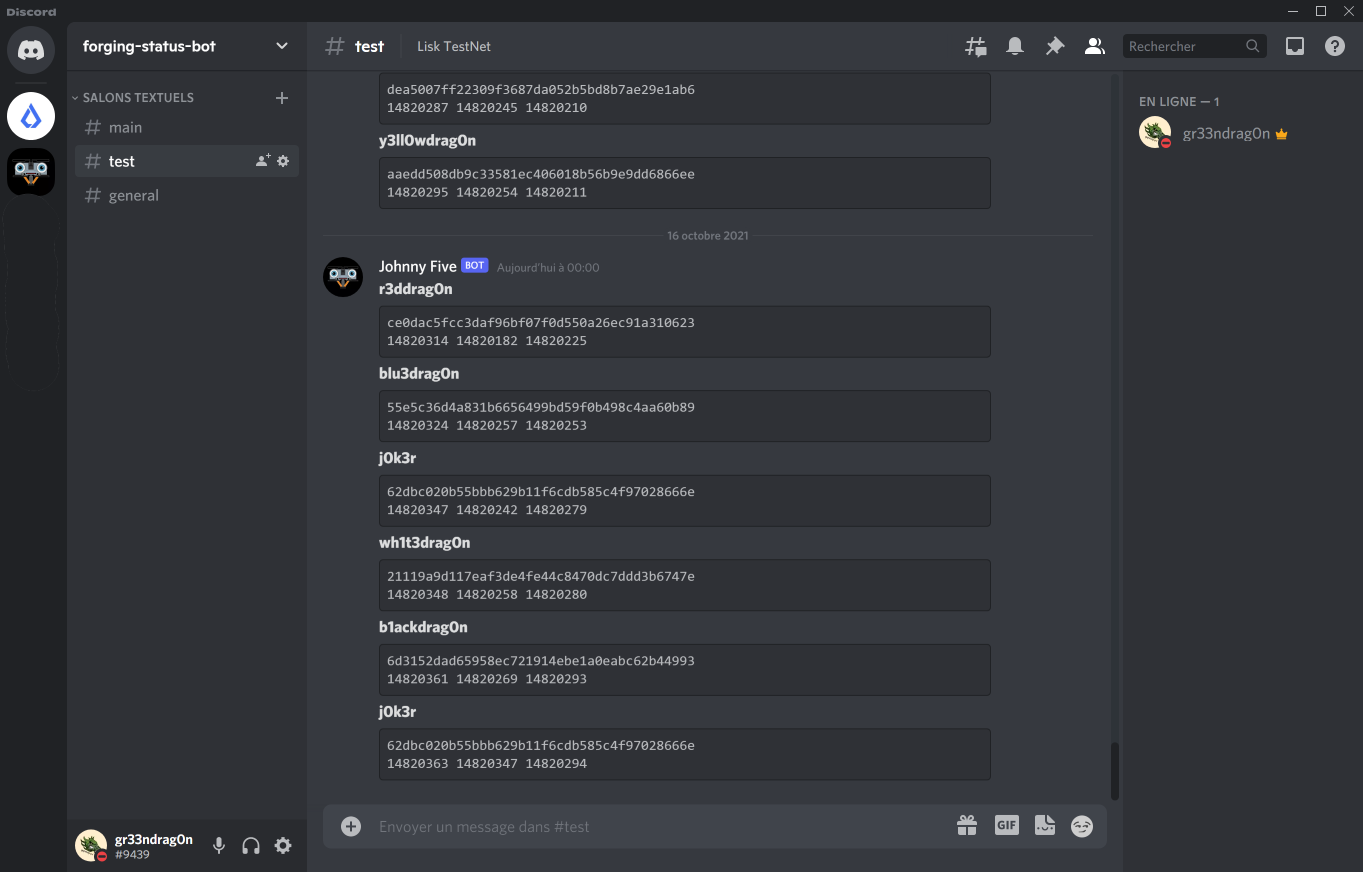 Discord
forging-status-bot
SALONS TEXTUELS
main
test
general
gr33ndrag0n
#9439
test
Lisk TestNet
Rechercher
dea5007ff22309f3687da052b5bd8b7ae29e1ab6
14820287 14820245 14820210
y3ll0wdrag0n
aaedd508db9c33581ec406018b56b9e9dd6866ee
14820295 14820254 14820211
16 octobre 2021
Johnny Five BOT Aujourd'hui à 00:00
r3ddrag0n
ce0dac5fcc3daf96bf07f0d550a26ec91a310623
14820314 14820182 14820225
blu3drag0n
55e5c36d4a831b6656499bd59f0b498c4aa60b89
14820324 14820257 14820253
j0k3r
62dbc020b55bbb629b11f6cdb585c4f97028666e
14820347 14820242 14820279
wh1t3drag0n
21119a9d117eaf3de4fe44c8470dc7ddd3b6747e
14820348 14820258 14820280
b1ackdrag0n
6d3152dad65958ec721914ebe1a0eabc62b44993
14820361 14820269 14820293
j0k3r
62dbc020b55bbb629b11f6cdb585c4f97028666e
14820363 14820347 14820294
Envoyer un message dans #test
GIF
EN LIGNE — 1
gr33ndrag0n